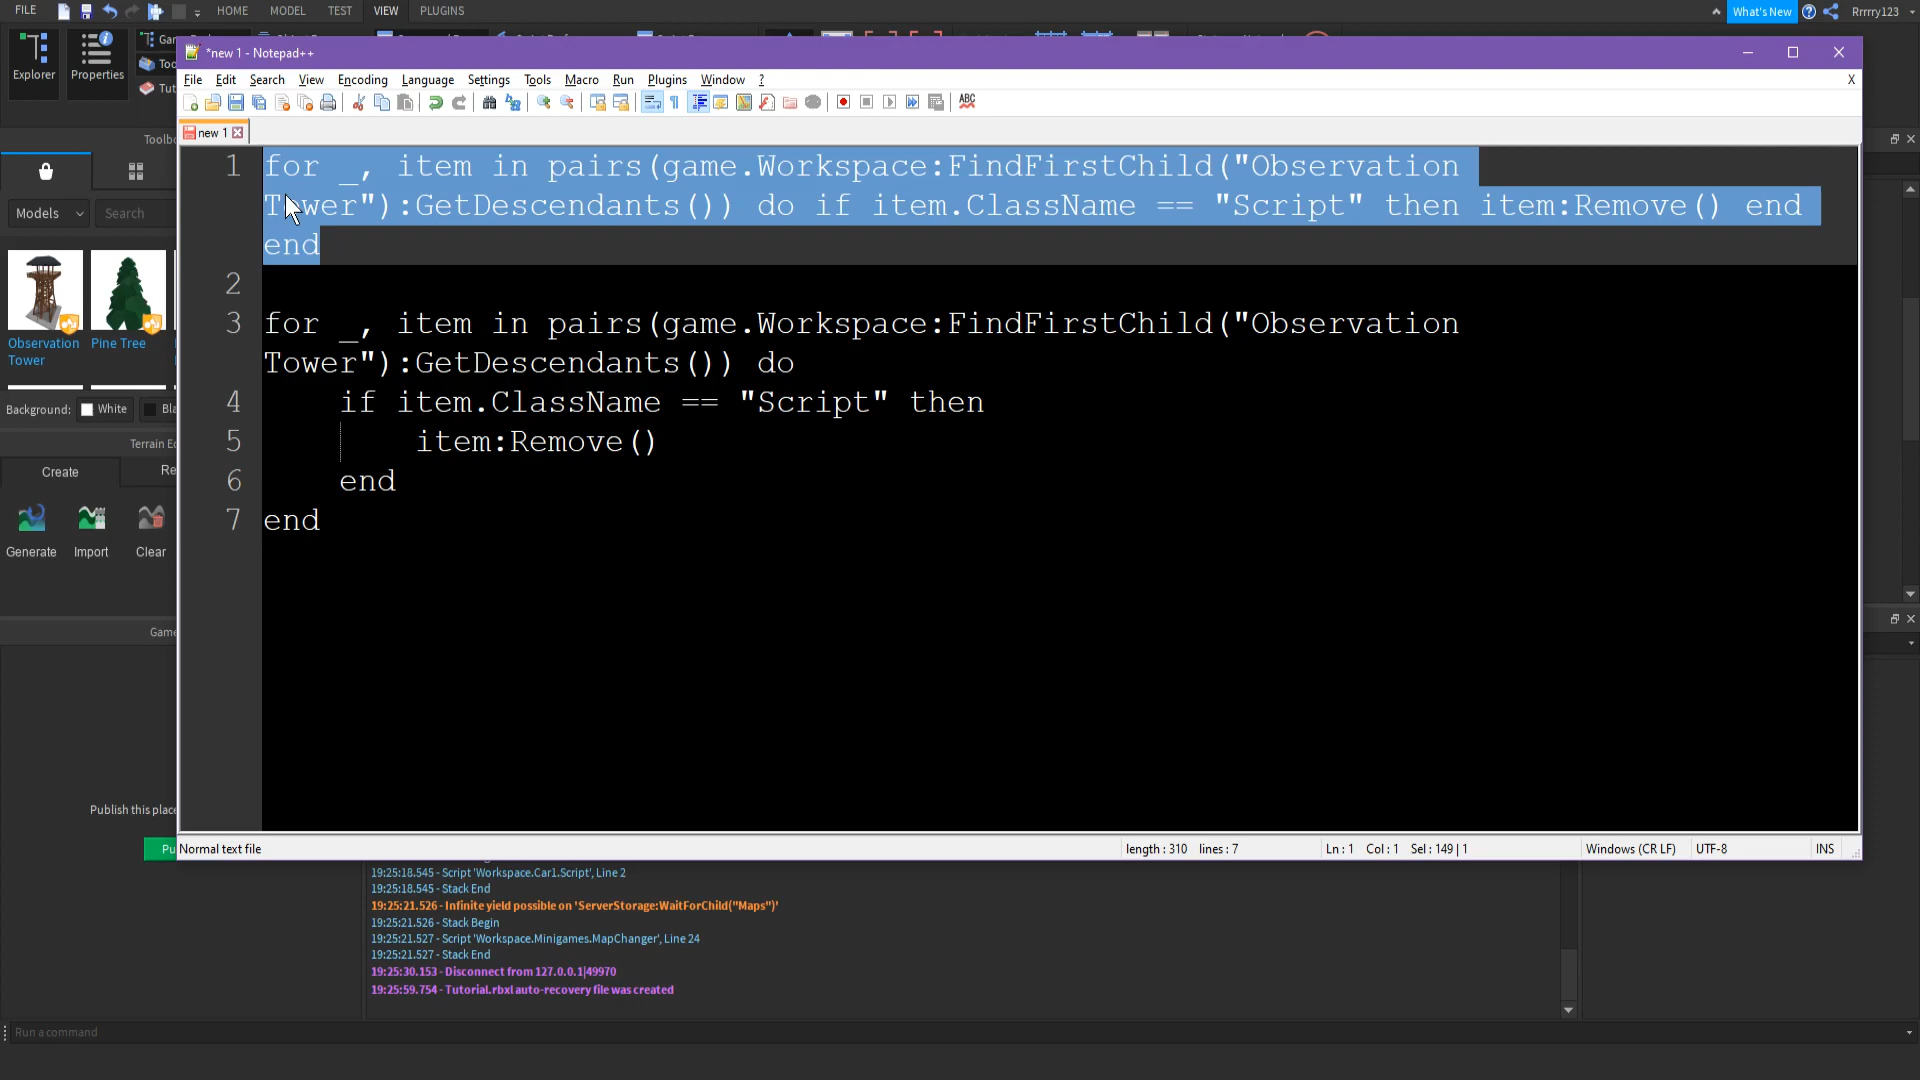 FILE HOME MODEL TEST VIEW PLUGINS What's New Rrrrry123
Explorer Properties
*new 1 - Notepad++
File Edit Search View Encoding Language Settings Tools Macro Run Plugins Window ? X
new 1
1 for _, item in pairs(game.Workspace:FindFirstChild("Observation
Tower"):GetDescendants()) do if item.ClassName == "Script" then item:Remove() end
end
2
3 for _, item in pairs(game.Workspace:FindFirstChild("Observation
Tower"):GetDescendants()) do
4 if item.ClassName == "Script" then
5 item:Remove()
6 end
7 end
Models Search
Observation
Tower
Pine Tree
Background: White
Create
Generate Import Clear
Publish this place
Normal text file length : 310 lines : 7 Ln : 1 Col : 1 Sel : 149 | 1 Windows (CR LF) UTF-8 INS
19:25:18.545 - Script 'Workspace.Car1.Script', Line 2
19:25:18.545 - Stack End
19:25:21.526 - Infinite yield possible on 'ServerStorage:WaitForChild("Maps")'
19:25:21.526 - Stack Begin
19:25:21.527 - Script 'Workspace.Minigames.MapChanger', Line 24
19:25:21.527 - Stack End
19:25:30.153 - Disconnect from 127.0.0.1|49970
19:25:59.754 - Tutorial.rbxl auto-recovery file was created
Run a command